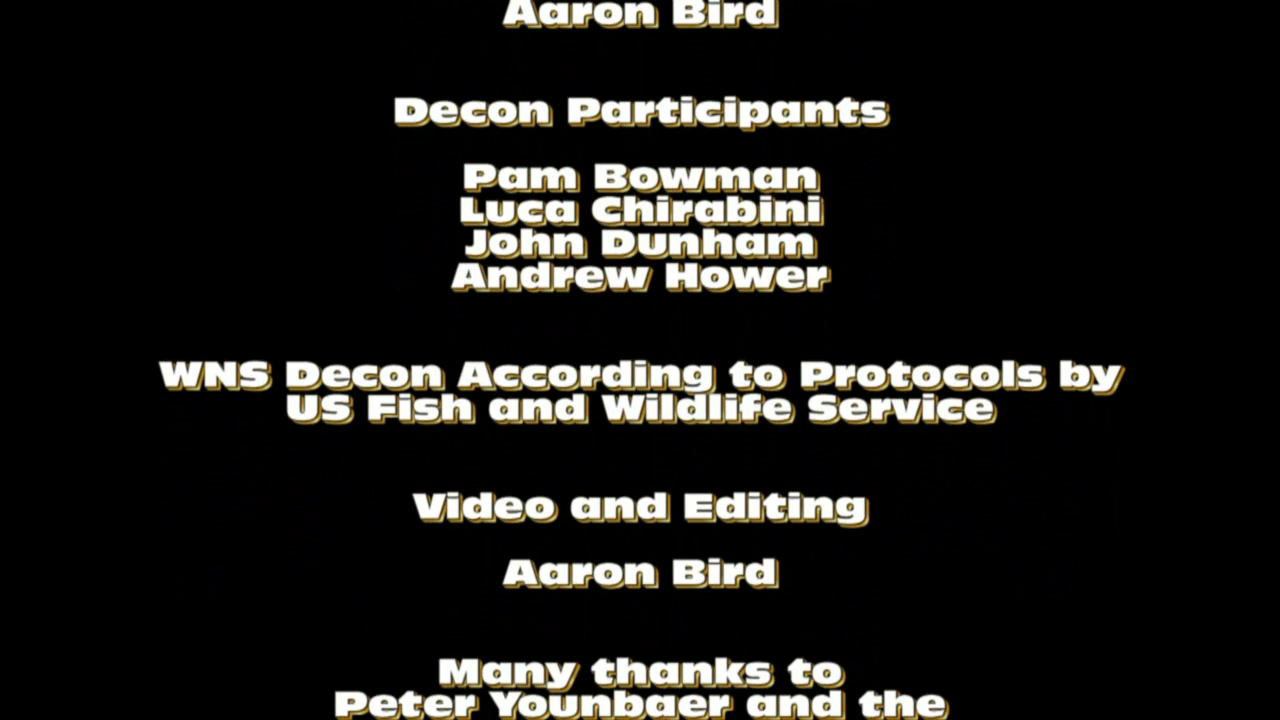 Aaron Bird
Decon Participants
Pam Bowman
Luca Chirabini
John Dunham
Andrew Hower
WNS Decon According to Protocols by
US Fish and Wildlife Service
Video and Editing
Aaron Bird
Many thanks to
Peter Younbaer and the